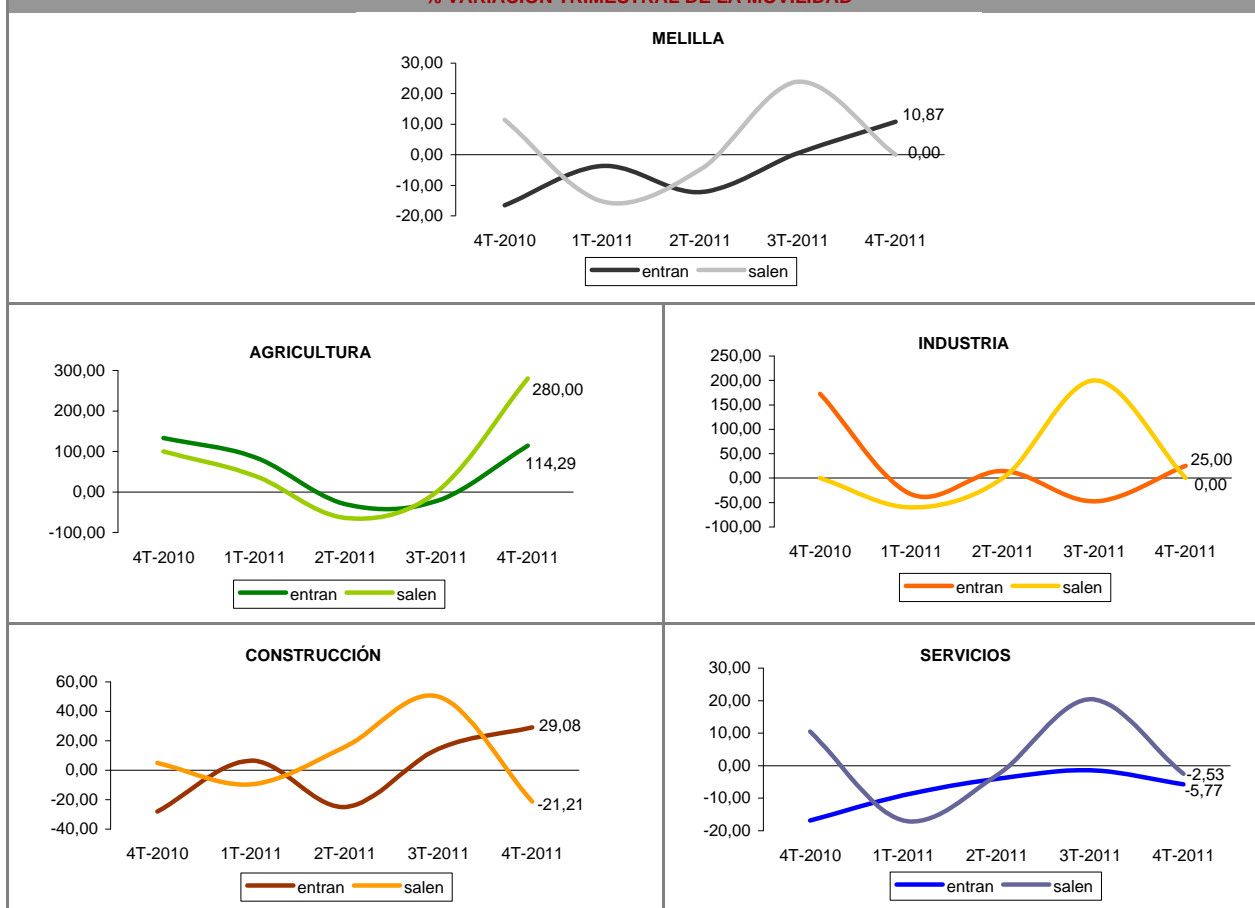 % VARIACIÓN TRIMESTRAL DE LA MOVILIDAD
MELILLA
30,00
20,00
10,00
0,00
-10,00
-20,00
10,87
0,00
4T-2010 1T-2011 2T-2011 3T-2011 4T-2011
entran salen
AGRICULTURA
300,00
200,00
100,00
0,00
-100,00
280,00
114,29
4T-2010 1T-2011 2T-2011 3T-2011 4T-2011
entran salen
INDUSTRIA
250,00
200,00
150,00
100,00
50,00
0,00
-50,00
-100,00
25,00
0,00
4T-2010 1T-2011 2T-2011 3T-2011 4T-2011
entran salen
CONSTRUCCIÓN
60,00
40,00
20,00
0,00
-20,00
-40,00
29,08
-21,21
4T-2010 1T-2011 2T-2011 3T-2011 4T-2011
entran salen
SERVICIOS
30,00
20,00
10,00
0,00
-10,00
-20,00
-2,53
-5,77
4T-2010 1T-2011 2T-2011 3T-2011 4T-2011
entran salen